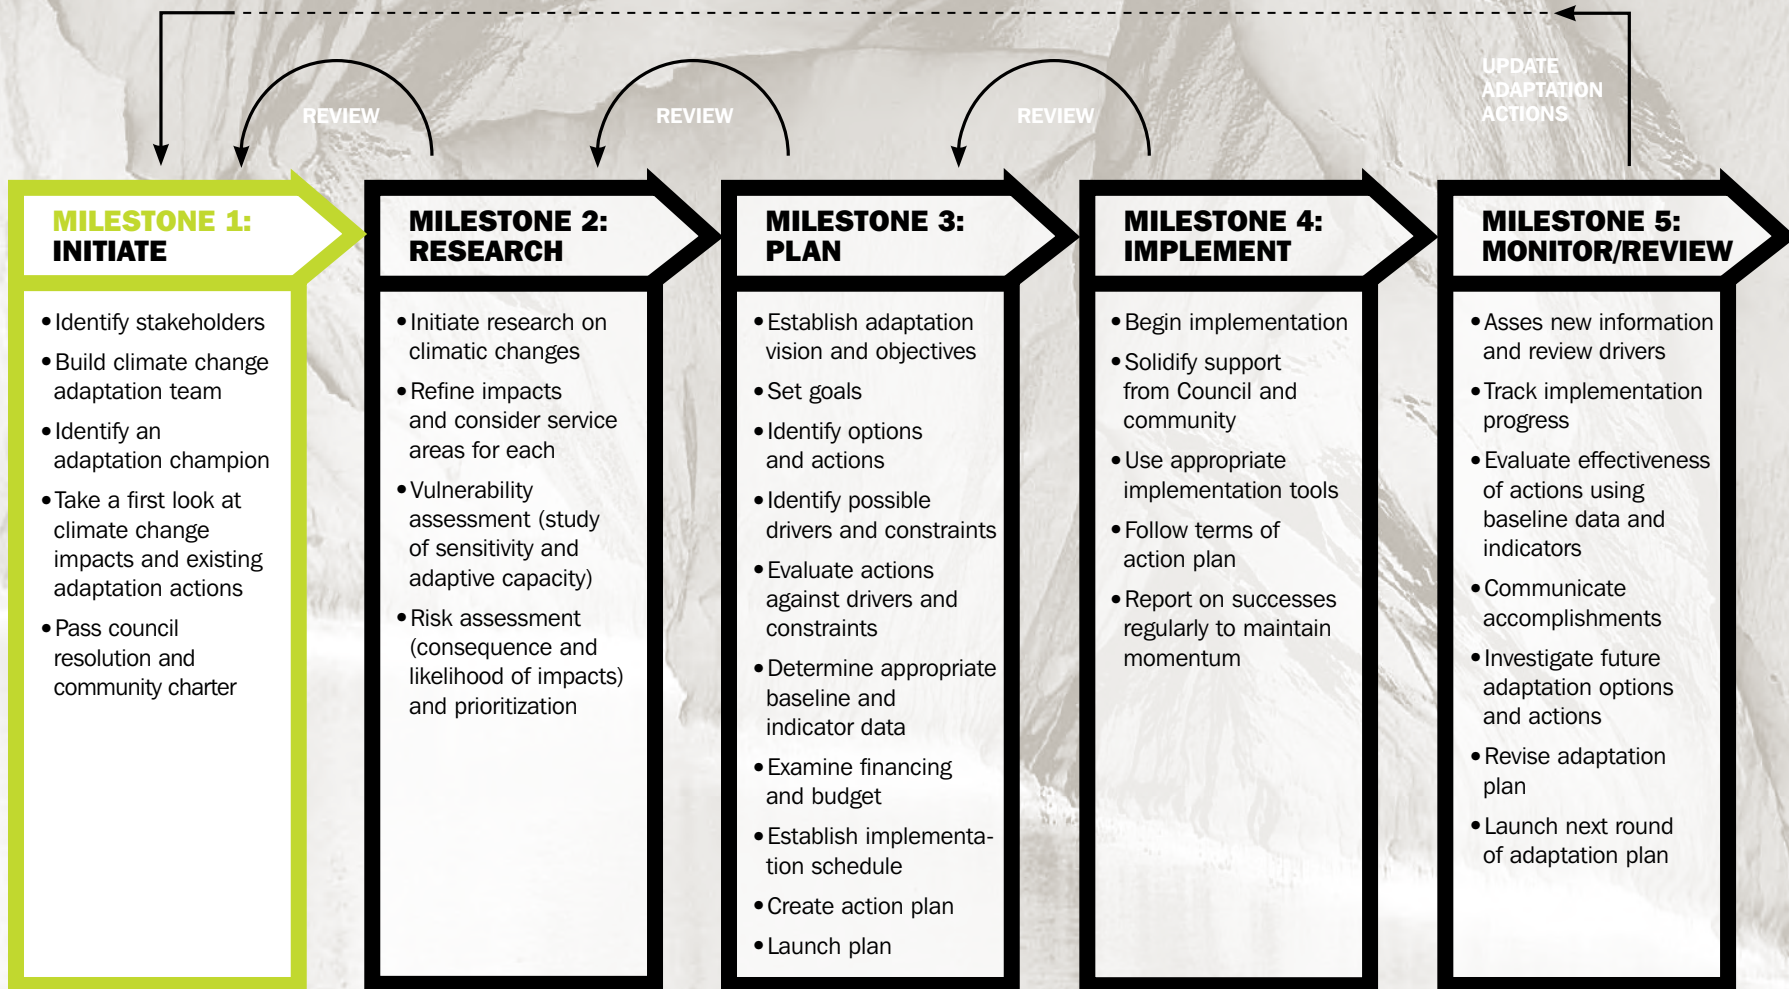 UPDATE
ADAPTATION
ACTIONS
REVIEW
REVIEW
REVIEW
MILESTONE 1:
INITIATE
•Identify stakeholders
•Build climate change
adaptation team
•Identify an
adaptation champion
•Take a first look at
climate change
impacts and existing
adaptation actions
•Pass council
resolution and
community charter
MILESTONE 2:
RESEARCH
•Initiate research on
climatic changes
•Refine impacts
and consider service
areas for each
•Vulnerability
assessment (study
of sensitivity and
adaptive capacity)
•Risk assessment
(consequence and
likelihood of impacts)
and prioritization
MILESTONE 3:
PLAN
•Establish adaptation
vision and objectives
•Set goals
•Identify options
and actions
•Identify possible
drivers and constraints
•Evaluate actions
against drivers and
constraints
•Determine appropriate
baseline and
indicator data
•Examine financing
and budget
•Establish implementa-
tion schedule
•Create action plan
•Launch plan
MILESTONE 4:
IMPLEMENT
•Begin implementation
•Solidify support
from Council and
community
•Use appropriate
implementation tools
•Follow terms of
action plan
•Report on successes
regularly to maintain
momentum
MILESTONE 5:
MONITOR/REVIEW
•Asses new information
and review drivers
•Track implementation
progress
•Evaluate effectiveness
of actions using
baseline data and
indicators
•Communicate
accomplishments
•Investigate future
adaptation options
and actions
•Revise adaptation
plan
•Launch next round
of adaptation plan